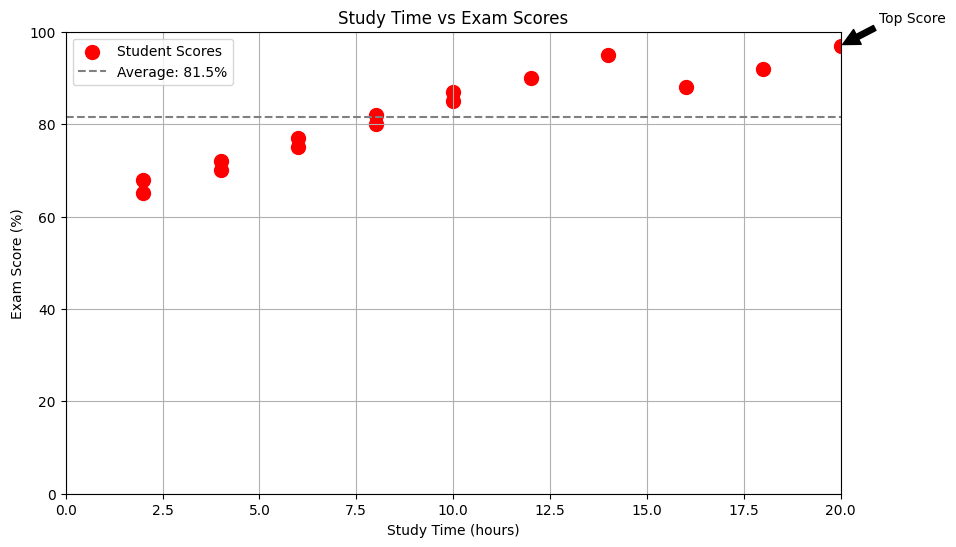 Study Time vs Exam Scores
Top Score
Student Scores
Average: 81.5%
Exam Score (%)
100
80
60
40
20
0
0.0 2.5 5.0 7.5 10.0 12.5 15.0 17.5 20.0
Study Time (hours)